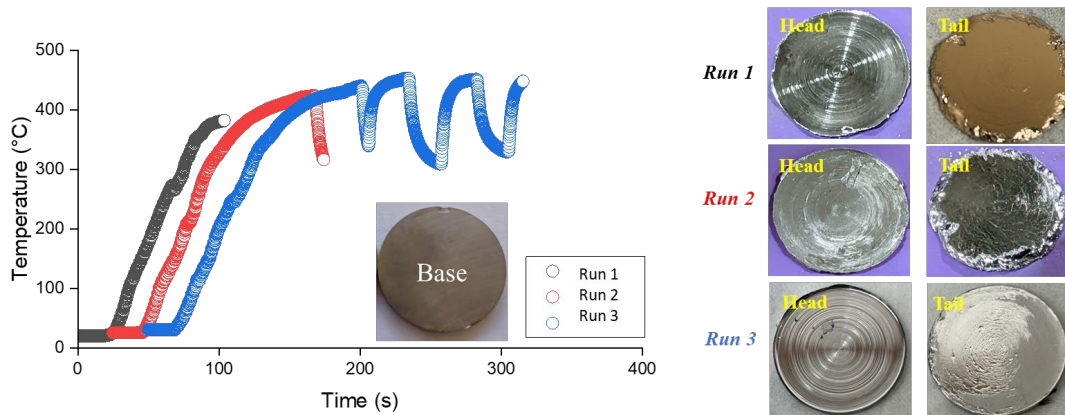 500
400
300
200
100
0
Temperature (°C)
0 100 200 300 400
Time (s)
Base
Run 1
Run 2
Run 3
Run 1
Head
Tail
Run 2
Head
Tail
Run 3
Head
Tail